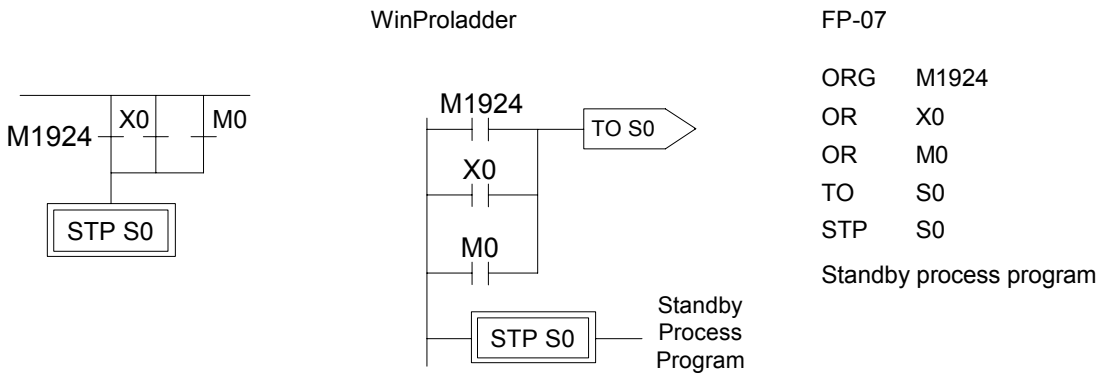 WinProladder
FP-07
M1924
X0
M0
STP S0
M1924
TO S0
X0
M0
STP S0
Standby
Process
Program
ORG M1924
OR X0
OR M0
TO S0
STP S0
Standby process program